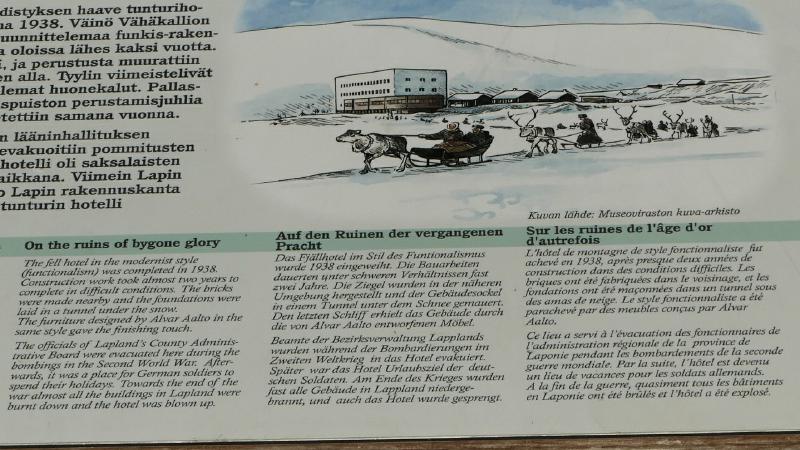 distyksen haave tunturiho-
na 1938. Väinö Vähäkallion
uunnittelemaa funkis-raken-
a oloissa lähes kaksi vuotta.
i, ja perustusta muurattiin
en alla. Tyylin viimeistelivät
lemat huonekalut. Pallas-
spuiston perustamisjuhlia
tettiin samana vuonna.
n lääninhallituksen
evakuoitiin pommitusten
hotelli oli saksalaisten
aikkana. Viimein Lapin
o Lapin rakennuskanta
tunturin hotelli
Kuvan lähde: Museoviraston kuva-arkisto
On the ruins of bygone glory
The fell hotel in the modernist style
(functionalism) was completed in 1938.
Construction work took almost two years to
complete in difficult conditions. The bricks
were made nearby and the foundations were
laid in a tunnel under the snow.
The furniture designed by Alvar Aalto in the
same style gave the finishing touch.
The officials of Lapland's County Adminis-
trative Board were evacuated here during the
bombings in the Second World War. After-
wards, it was a place for German soldiers to
spend their holidays. Towards the end of the
war almost all the buildings in Lapland were
burnt down and the hotel was blown up.
Auf den Ruinen der vergangenen
Pracht
Das Fjällhotel im Stil des Funtionalismus
wurde 1938 eingeweiht. Die Bauarbeiten
dauerten unter schweren Verhältnissen fast
zwei Jahre. Die Ziegel wurden in der näheren
Umgebung hergestellt und der Gebäudesockel
in einem Tunnel unter dem Schnee gemauert.
Den letzten Schliff erhielt das Gebäude durch
die von Alvar Aalto entworfenen Möbel.
Beamte der Bezirksverwaltung Lapplands
wurden während der Bombardierungen im
Zweiten Weltkrieg in das Hotel evakuiert.
Später war das Hotel Urlaubsziel der deut-
schen Soldaten. Am Ende des Krieges wurden
fast alle Gebäude in Lappland niederge-
brannt, und auch das Hotel wurde gesprengt.
Sur les ruines de l'âge d'or
d'autrefois
L'hôtel de montagne de style fonctionnaliste fut
achevé en 1938, après presque deux années de
construction dans des conditions difficiles. Les
briques ont été fabriquées dans le voisinage, et les
fondations ont été maçonnées dans un tunnel sous
des amas de neige. Le style fonctionnaliste a été
parachevé par des meubles conçus par Alvar
Aalto.
Ce lieu a servi à l'évacuation des fonctionnaires de
l'administration régionale de la province de
Laponie pendant les bombardements de la seconde
guerre mondiale. Par la suite, l'hôtel est devenu
un lieu de vacances pour les soldats allemands.
A la fin de la guerre, quasiment tous les bâtiments
en Laponie ont été brûlés et l'hôtel a été explosé.